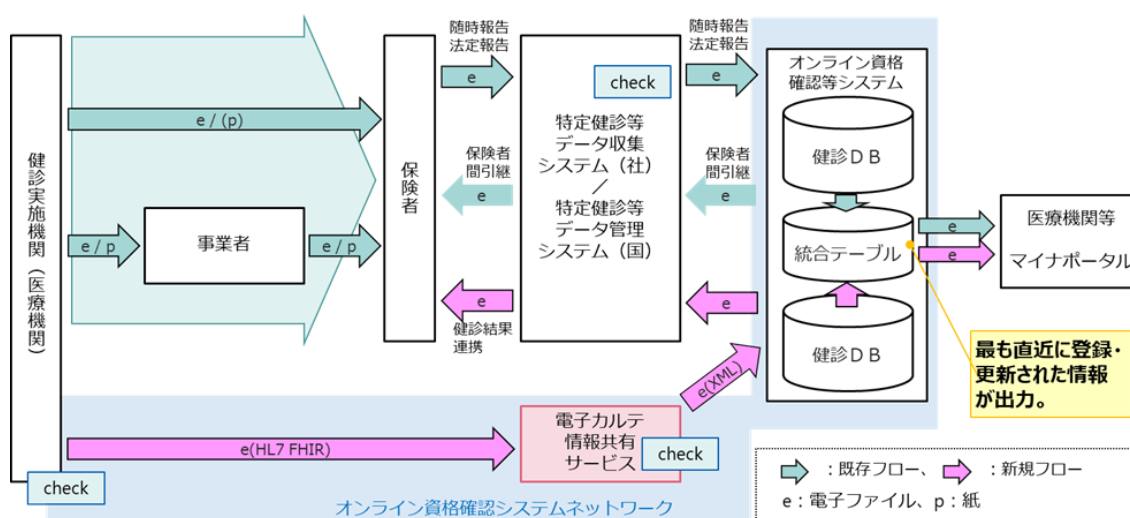 健診実施機関（医療機関）
check
e / (p)
e / p
事業者
e / p
保険者
随時報告
法定報告
e
保険者
間引継
e
e
健診結果
連携
check
特定健診等
データ収集
システム（社）
／
特定健診等
データ管理
システム（国）
随時報告
法定報告
e
保険者
間引継
e
e
e(XML)
オンライン資格
確認等システム
健診ＤＢ
統合テーブル
健診ＤＢ
e
e
医療機関等
マイナポータル
最も直近に登録・
更新された情報
が出力。
e(HL7 FHIR)
電子カルテ
情報共有
サービス
check
オンライン資格確認システムネットワーク
：既存フロー、 ：新規フロー
e：電子ファイル、p：紙